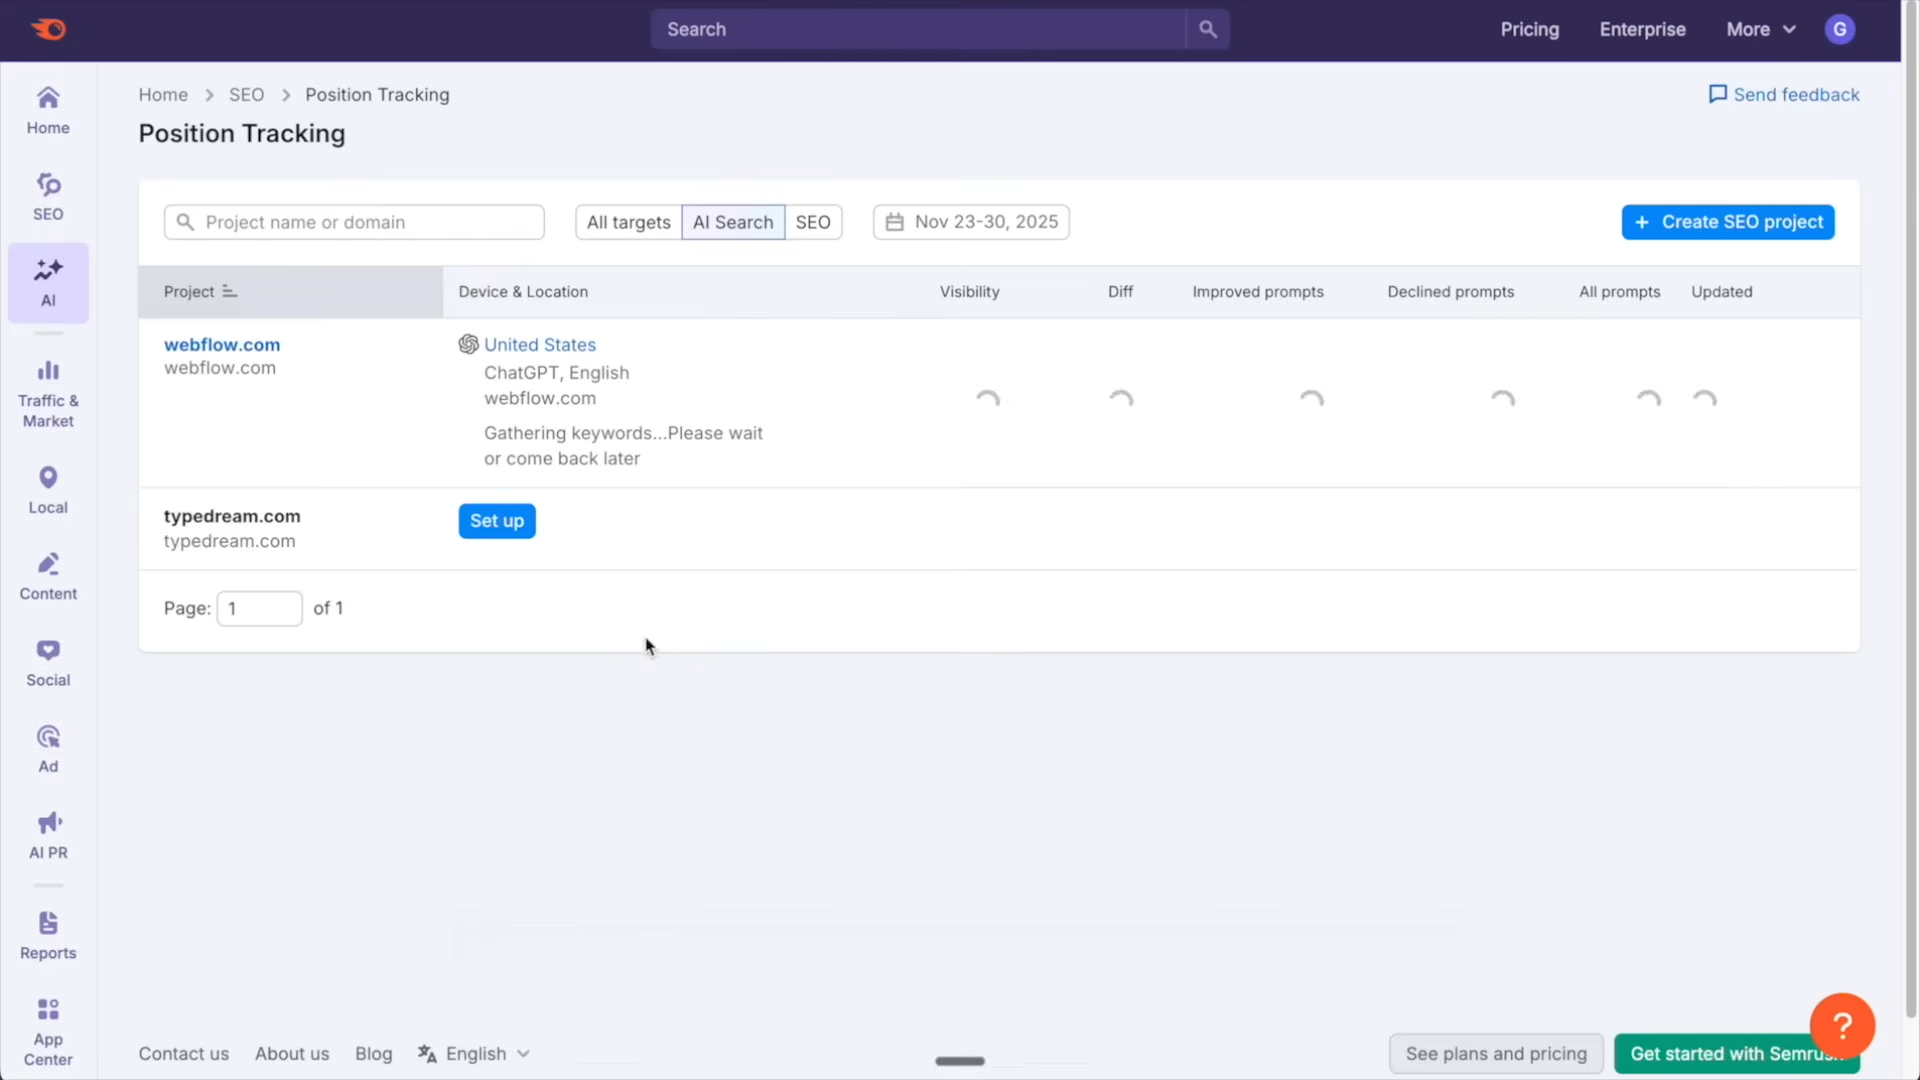 Search
Pricing
Enterprise
More
G
Home
SEO
AI
Traffic &
Market
Local
Content
Social
Ad
AI PR
Reports
App
Center
Home > SEO > Position Tracking
Send feedback
Position Tracking
Project name or domain
All targets
AI Search
SEO
Nov 23-30, 2025
+ Create SEO project
Project
Device & Location
Visibility
Diff
Improved prompts
Declined prompts
All prompts
Updated
webflow.com
webflow.com
United States
ChatGPT, English
webflow.com
Gathering keywords...Please wait
or come back later
typedream.com
typedream.com
Set up
Page: 1 of 1
Contact us
About us
Blog
English
See plans and pricing
Get started with Semrush
?